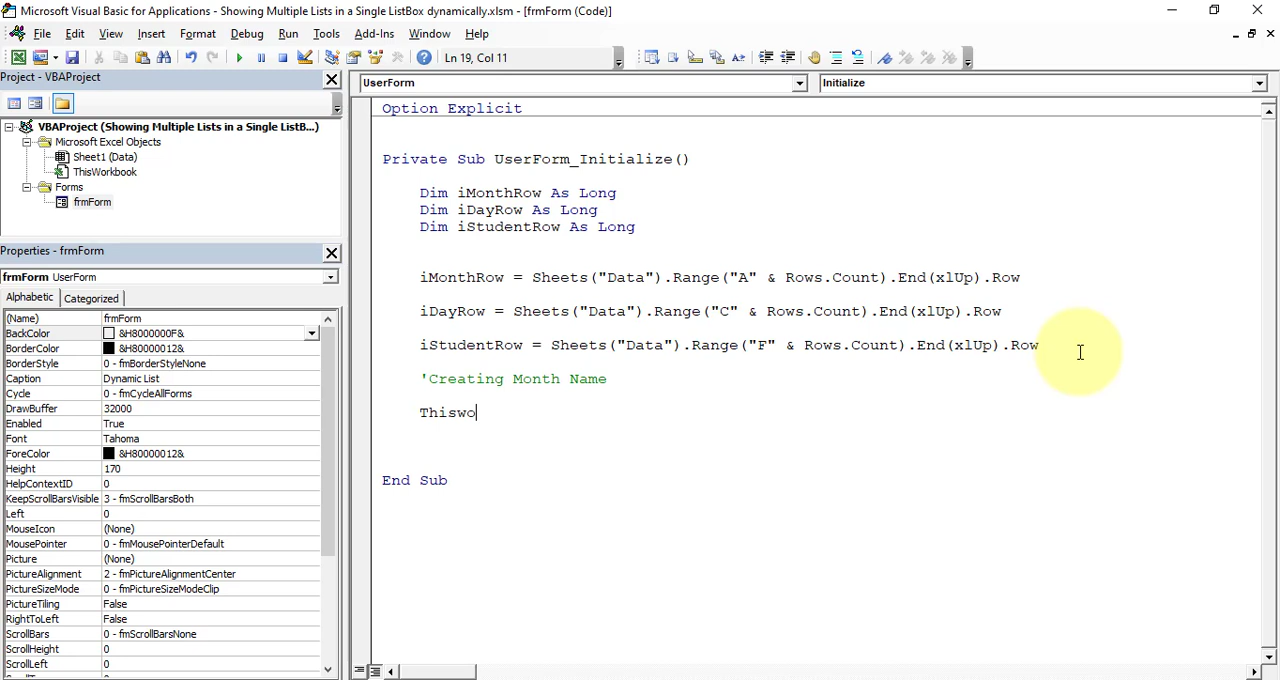 Microsoft Visual Basic for Applications - Showing Multiple Lists in a Single ListBox dynamically.xlsm - [frmForm (Code)]
File Edit View Insert Format Debug Run Tools Add-Ins Window Help
Ln 19, Col 11
Project - VBAProject
VBAProject (Showing Multiple Lists in a Single ListB...)
Microsoft Excel Objects
Sheet1 (Data)
ThisWorkbook
Forms
frmForm
Properties - frmForm
frmForm UserForm
Alphabetic Categorized
(Name) frmForm
BackColor &H8000000F&
BorderColor &H80000012&
BorderStyle 0 - fmBorderStyleNone
Caption Dynamic List
Cycle 0 - fmCycleAllForms
DrawBuffer 32000
Enabled True
Font Tahoma
ForeColor &H80000012&
Height 170
HelpContextID 0
KeepScrollBarsVisible 3 - fmScrollBarsBoth
Left 0
MouseIcon (None)
MousePointer 0 - fmMousePointerDefault
Picture (None)
PictureAlignment 2 - fmPictureAlignmentCenter
PictureSizeMode 0 - fmPictureSizeModeClip
PictureTiling False
RightToLeft False
ScrollBars 0 - fmScrollBarsNone
ScrollHeight 0
ScrollLeft 0
UserForm Initialize
Option Explicit
Private Sub UserForm_Initialize()
Dim iMonthRow As Long
Dim iDayRow As Long
Dim iStudentRow As Long
iMonthRow = Sheets("Data").Range("A" & Rows.Count).End(xlUp).Row
iDayRow = Sheets("Data").Range("C" & Rows.Count).End(xlUp).Row
iStudentRow = Sheets("Data").Range("F" & Rows.Count).End(xlUp).Row
'Creating Month Name
Thiswo
End Sub